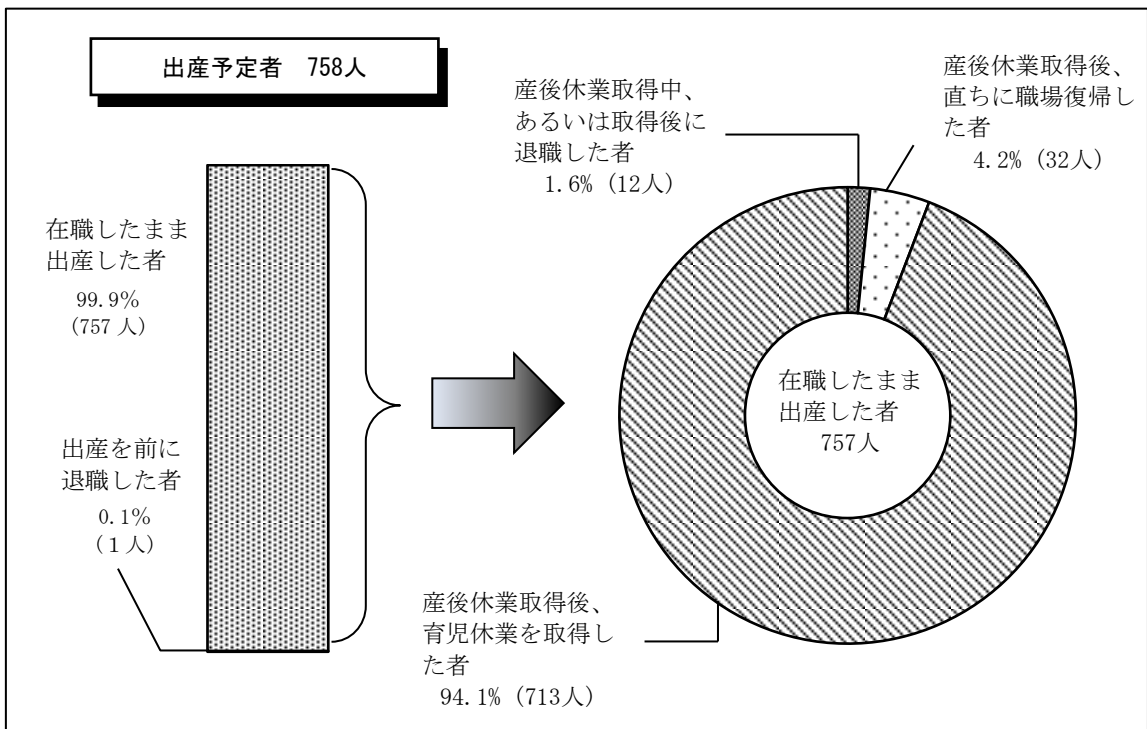 出産予定者　758人
産後休業取得中、
あるいは取得後に
退職した者
1.6%（12人）
産後休業取得後、
直ちに職場復帰し
た者
4.2%（32人）
在職したまま
出産した者
99.9%
(757 人)
出産を前に
退職した者
0.1%
(１人)
在職したまま
出産した者
757人
産後休業取得後、
育児休業を取得し
た者
94.1%（713人）